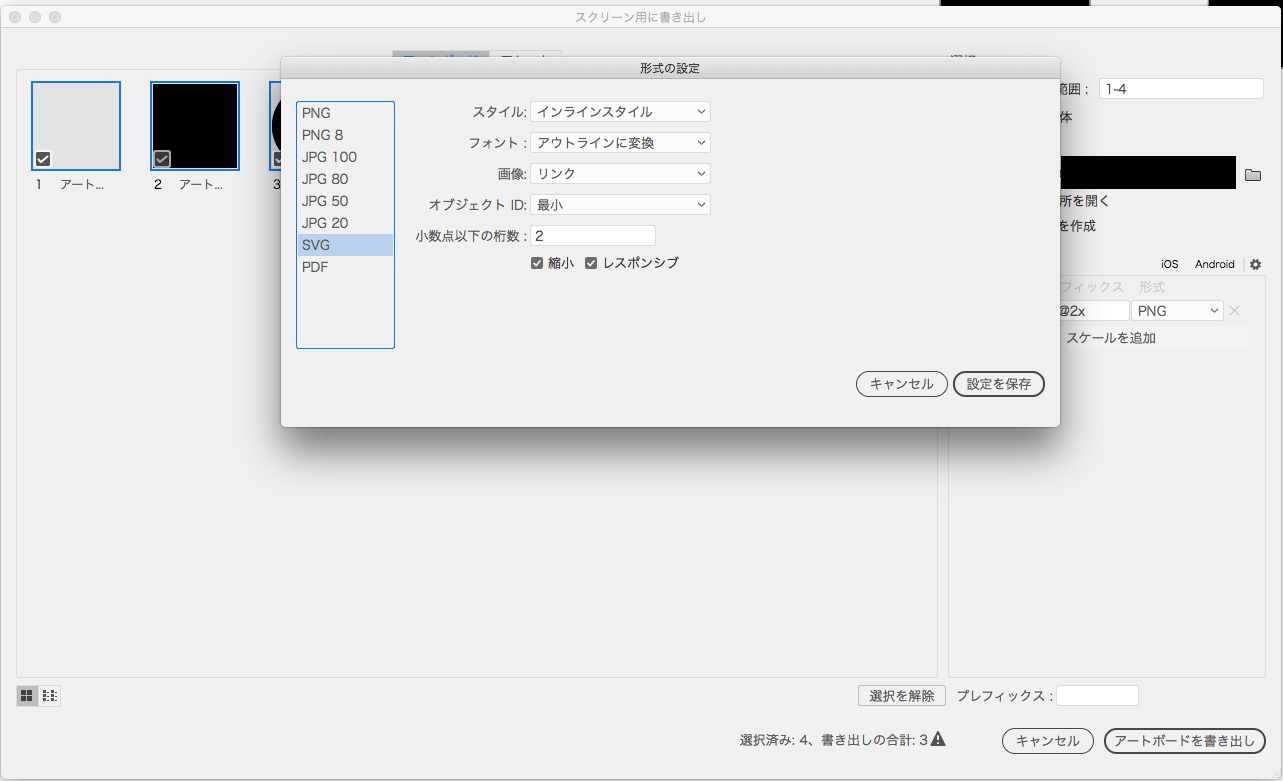 スクリーン用に書き出し
形式の設定
PNG
PNG 8
JPG 100
JPG 80
JPG 50
JPG 20
SVG
PDF
スタイル: インラインスタイル
フォント : アウトラインに変換
画像: リンク
オブジェクト ID: 最小
小数点以下の桁数 : 2
縮小 レスポンシブ
キャンセル 設定を保存
1 アート...
2 アート...
3
範囲 : 1-4
体
所を開く
を作成
iOS Android
フィックス 形式
@2x PNG
スケールを追加
選択を解除 プレフィックス :
選択済み: 4、書き出しの合計: 3
キャンセル アートボードを書き出し